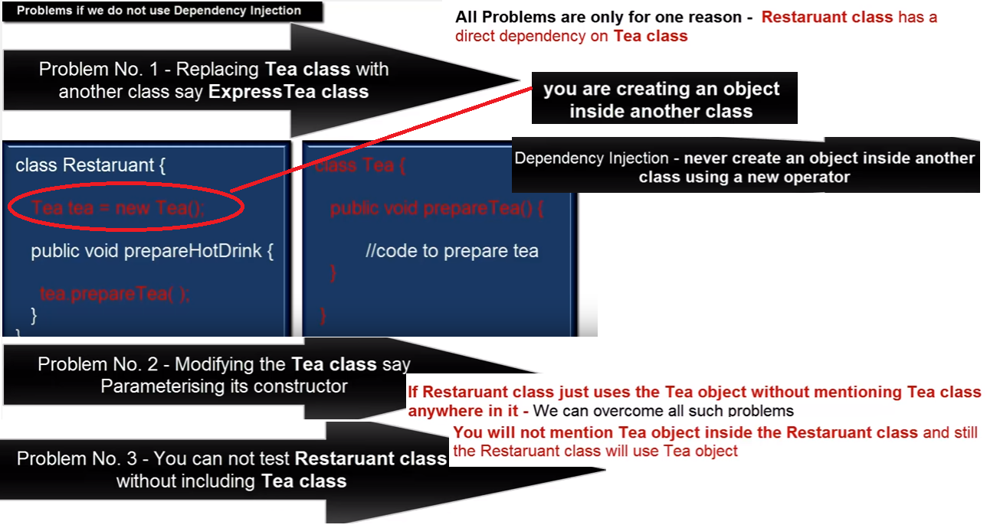 Problems if we do not use Dependency Injection
All Problems are only for one reason - Restaruant class has a
direct dependency on Tea class
Problem No. 1 - Replacing Tea class with
another class say ExpressTea class
you are creating an object
inside another class
Dependency Injection - never create an object inside another
class using a new operator
class Restaruant {
Tea tea = new Tea();
public void prepareHotDrink {
tea.prepareTea( );
}
}
class Tea {
public void prepareTea() {
//code to prepare tea
}
}
Problem No. 2 - Modifying the Tea class say
Parameterising its constructor
If Restaruant class just uses the Tea object without mentioning Tea class
anywhere in it - We can overcome all such problems
You will not mention Tea object inside the Restaruant class and still
the Restaruant class will use Tea object
Problem No. 3 - You can not test Restaruant class
without including Tea class